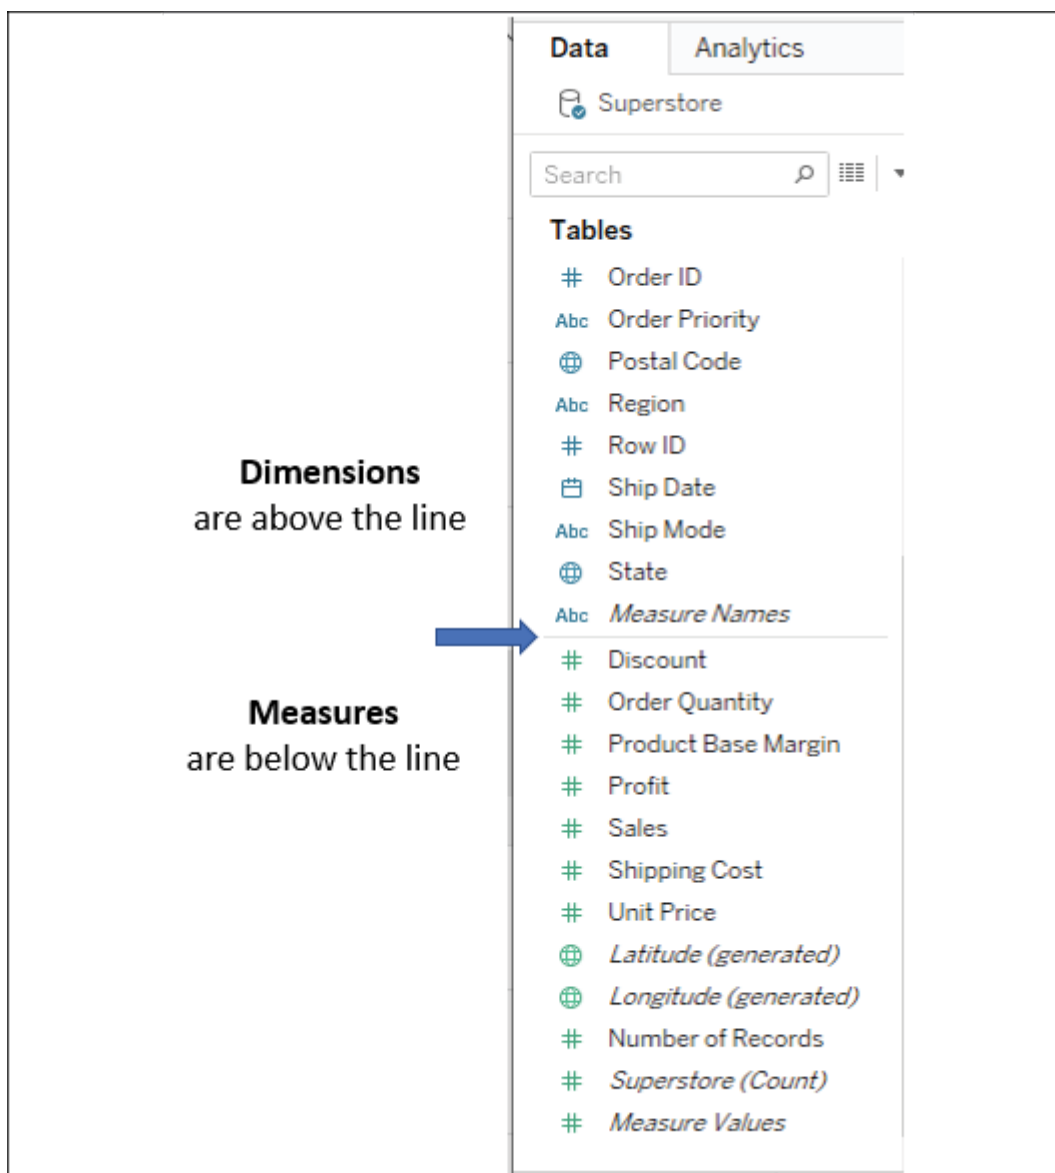 Data Analytics
Superstore
Search
Tables
Order ID
Abc Order Priority
Postal Code
Abc Region
Row ID
Dimensions
are above the line
Ship Date
Abc Ship Mode
State
Abc Measure Names
Discount
Order Quantity
Measures
are below the line
Product Base Margin
Profit
Sales
Shipping Cost
Unit Price
Latitude (generated)
Longitude (generated)
Number of Records
Superstore (Count)
Measure Values